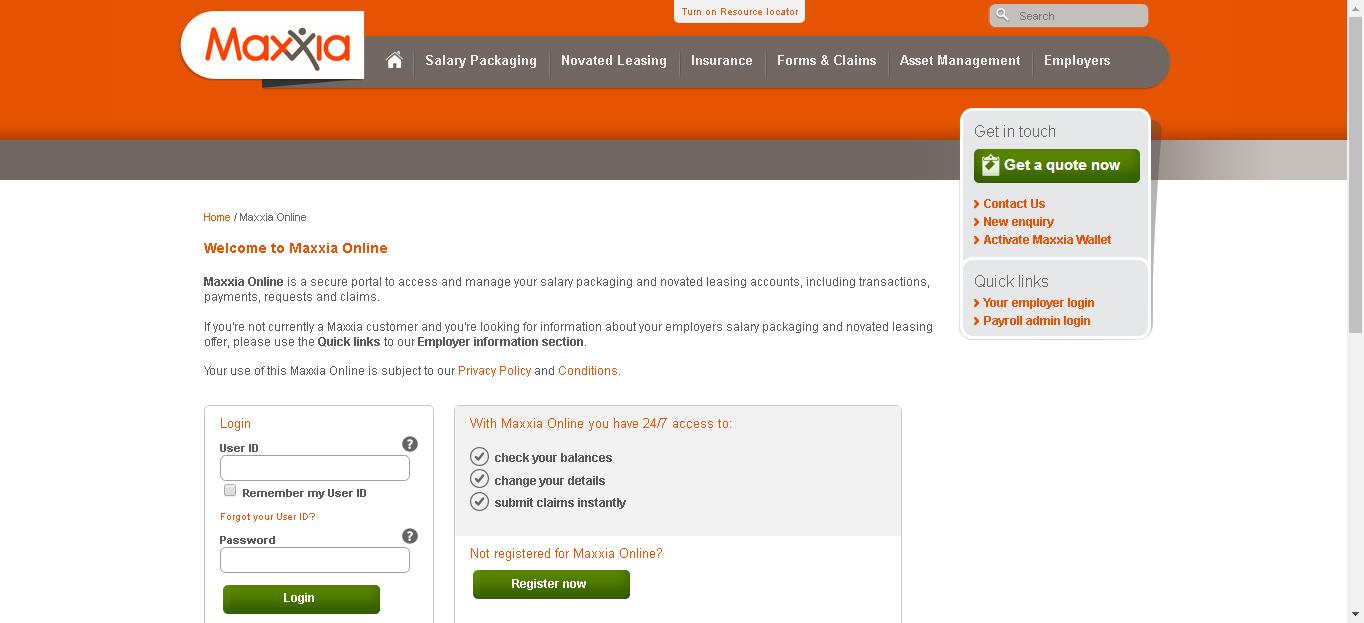 Turn on Resource locator
Search
Maxxia
Salary Packaging
Novated Leasing
Insurance
Forms & Claims
Asset Management
Employers
Get in touch
Get a quote now
Contact Us
New enquiry
Activate Maxxia Wallet
Quick links
Your employer login
Payroll admin login
Home / Maxxia Online
Welcome to Maxxia Online
Maxxia Online is a secure portal to access and manage your salary packaging and novated leasing accounts, including transactions,
payments, requests and claims.
If you're not currently a Maxxia customer and you're looking for information about your employers salary packaging and novated leasing
offer, please use the Quick links to our Employer information section.
Your use of this Maxxia Online is subject to our Privacy Policy and Conditions.
Login
User ID
?
Remember my User ID
Forgot your User ID?
Password
?
Login
With Maxxia Online you have 24/7 access to:
check your balances
change your details
submit claims instantly
Not registered for Maxxia Online?
Register now